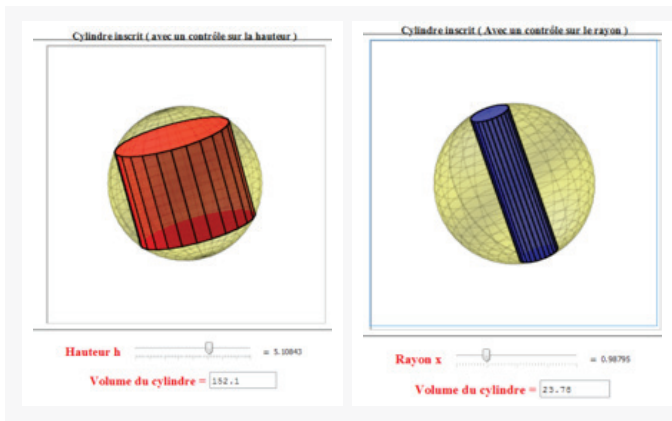 Cylindre inscrit ( avec un contrôle sur la hauteur )
Hauteur h = 5.10843
Volume du cylindre = 152.1
Cylindre inscrit ( Avec un contrôle sur le rayon )
Rayon x = 0.98795
Volume du cylindre = 23.78